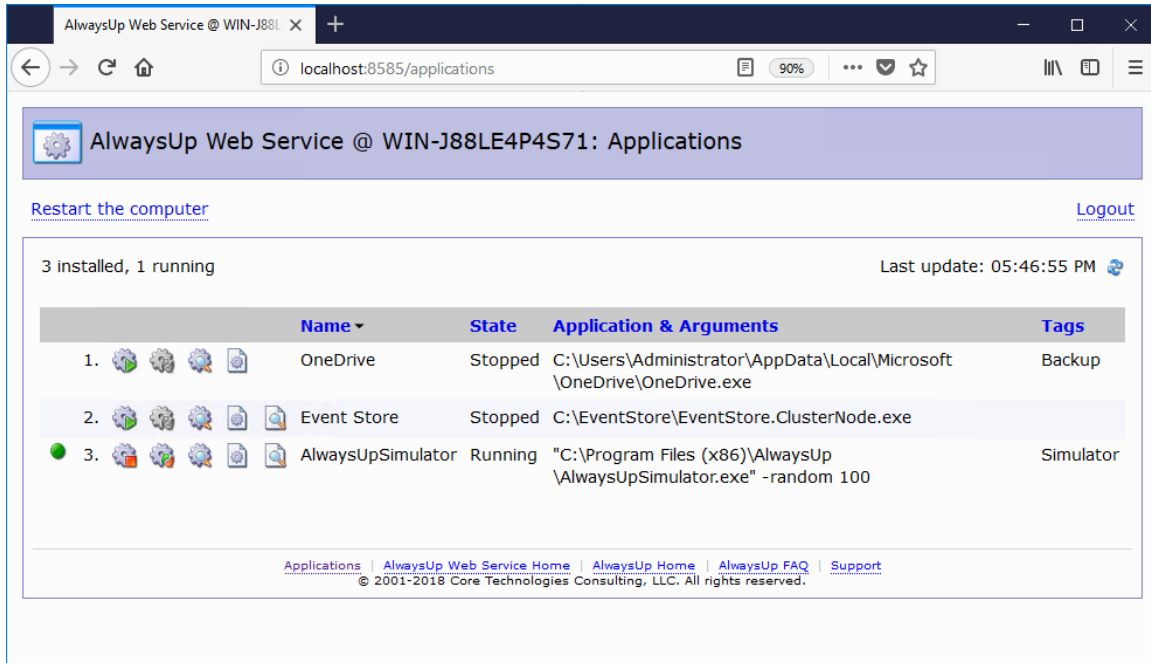 AlwaysUp Web Service @ WIN-J88L
localhost:8585/applications
90%
AlwaysUp Web Service @ WIN-J88LE4P4S71: Applications
Restart the computer
Logout
3 installed, 1 running
Last update: 05:46:55 PM
Name State Application & Arguments Tags
1. OneDrive Stopped C:\Users\Administrator\AppData\Local\Microsoft Backup
\OneDrive\OneDrive.exe
2. Event Store Stopped C:\EventStore\EventStore.ClusterNode.exe
3. AlwaysUpSimulator Running "C:\Program Files (x86)\AlwaysUp Simulator
\AlwaysUpSimulator.exe" -random 100
Applications | AlwaysUp Web Service Home | AlwaysUp Home | AlwaysUp FAQ | Support
© 2001-2018 Core Technologies Consulting, LLC. All rights reserved.